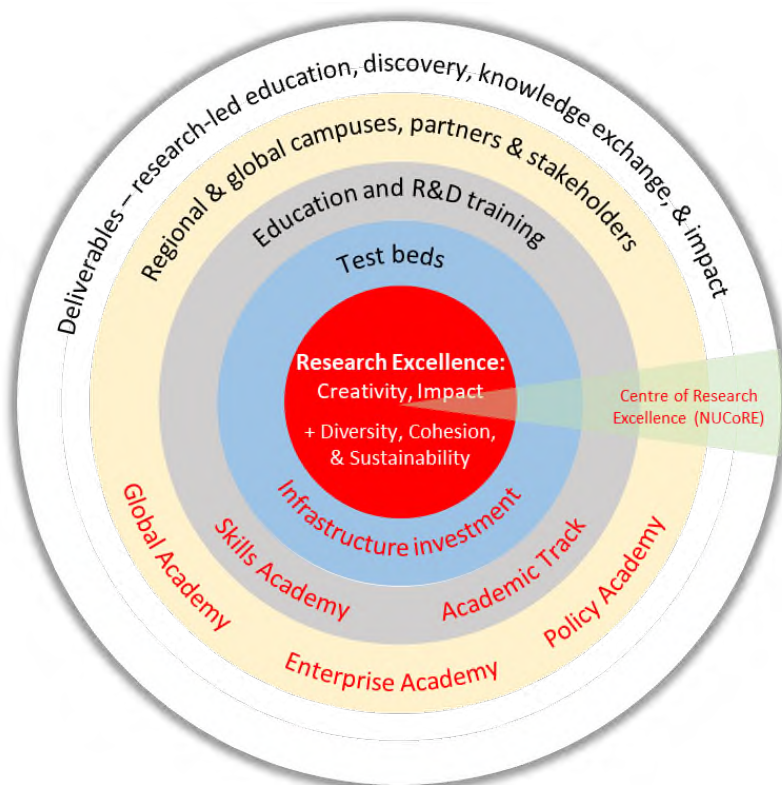 Deliverables – research-led education, discovery, knowledge exchange, & impact
Regional & global campuses, partners & stakeholders
Education and R&D training
Test beds
Research Excellence:
Creativity, Impact
+ Diversity, Cohesion,
& Sustainability
Centre of Research
Excellence (NUCoRE)
Infrastructure investment
Skills Academy
Academic Track
Global Academy
Enterprise Academy
Policy Academy